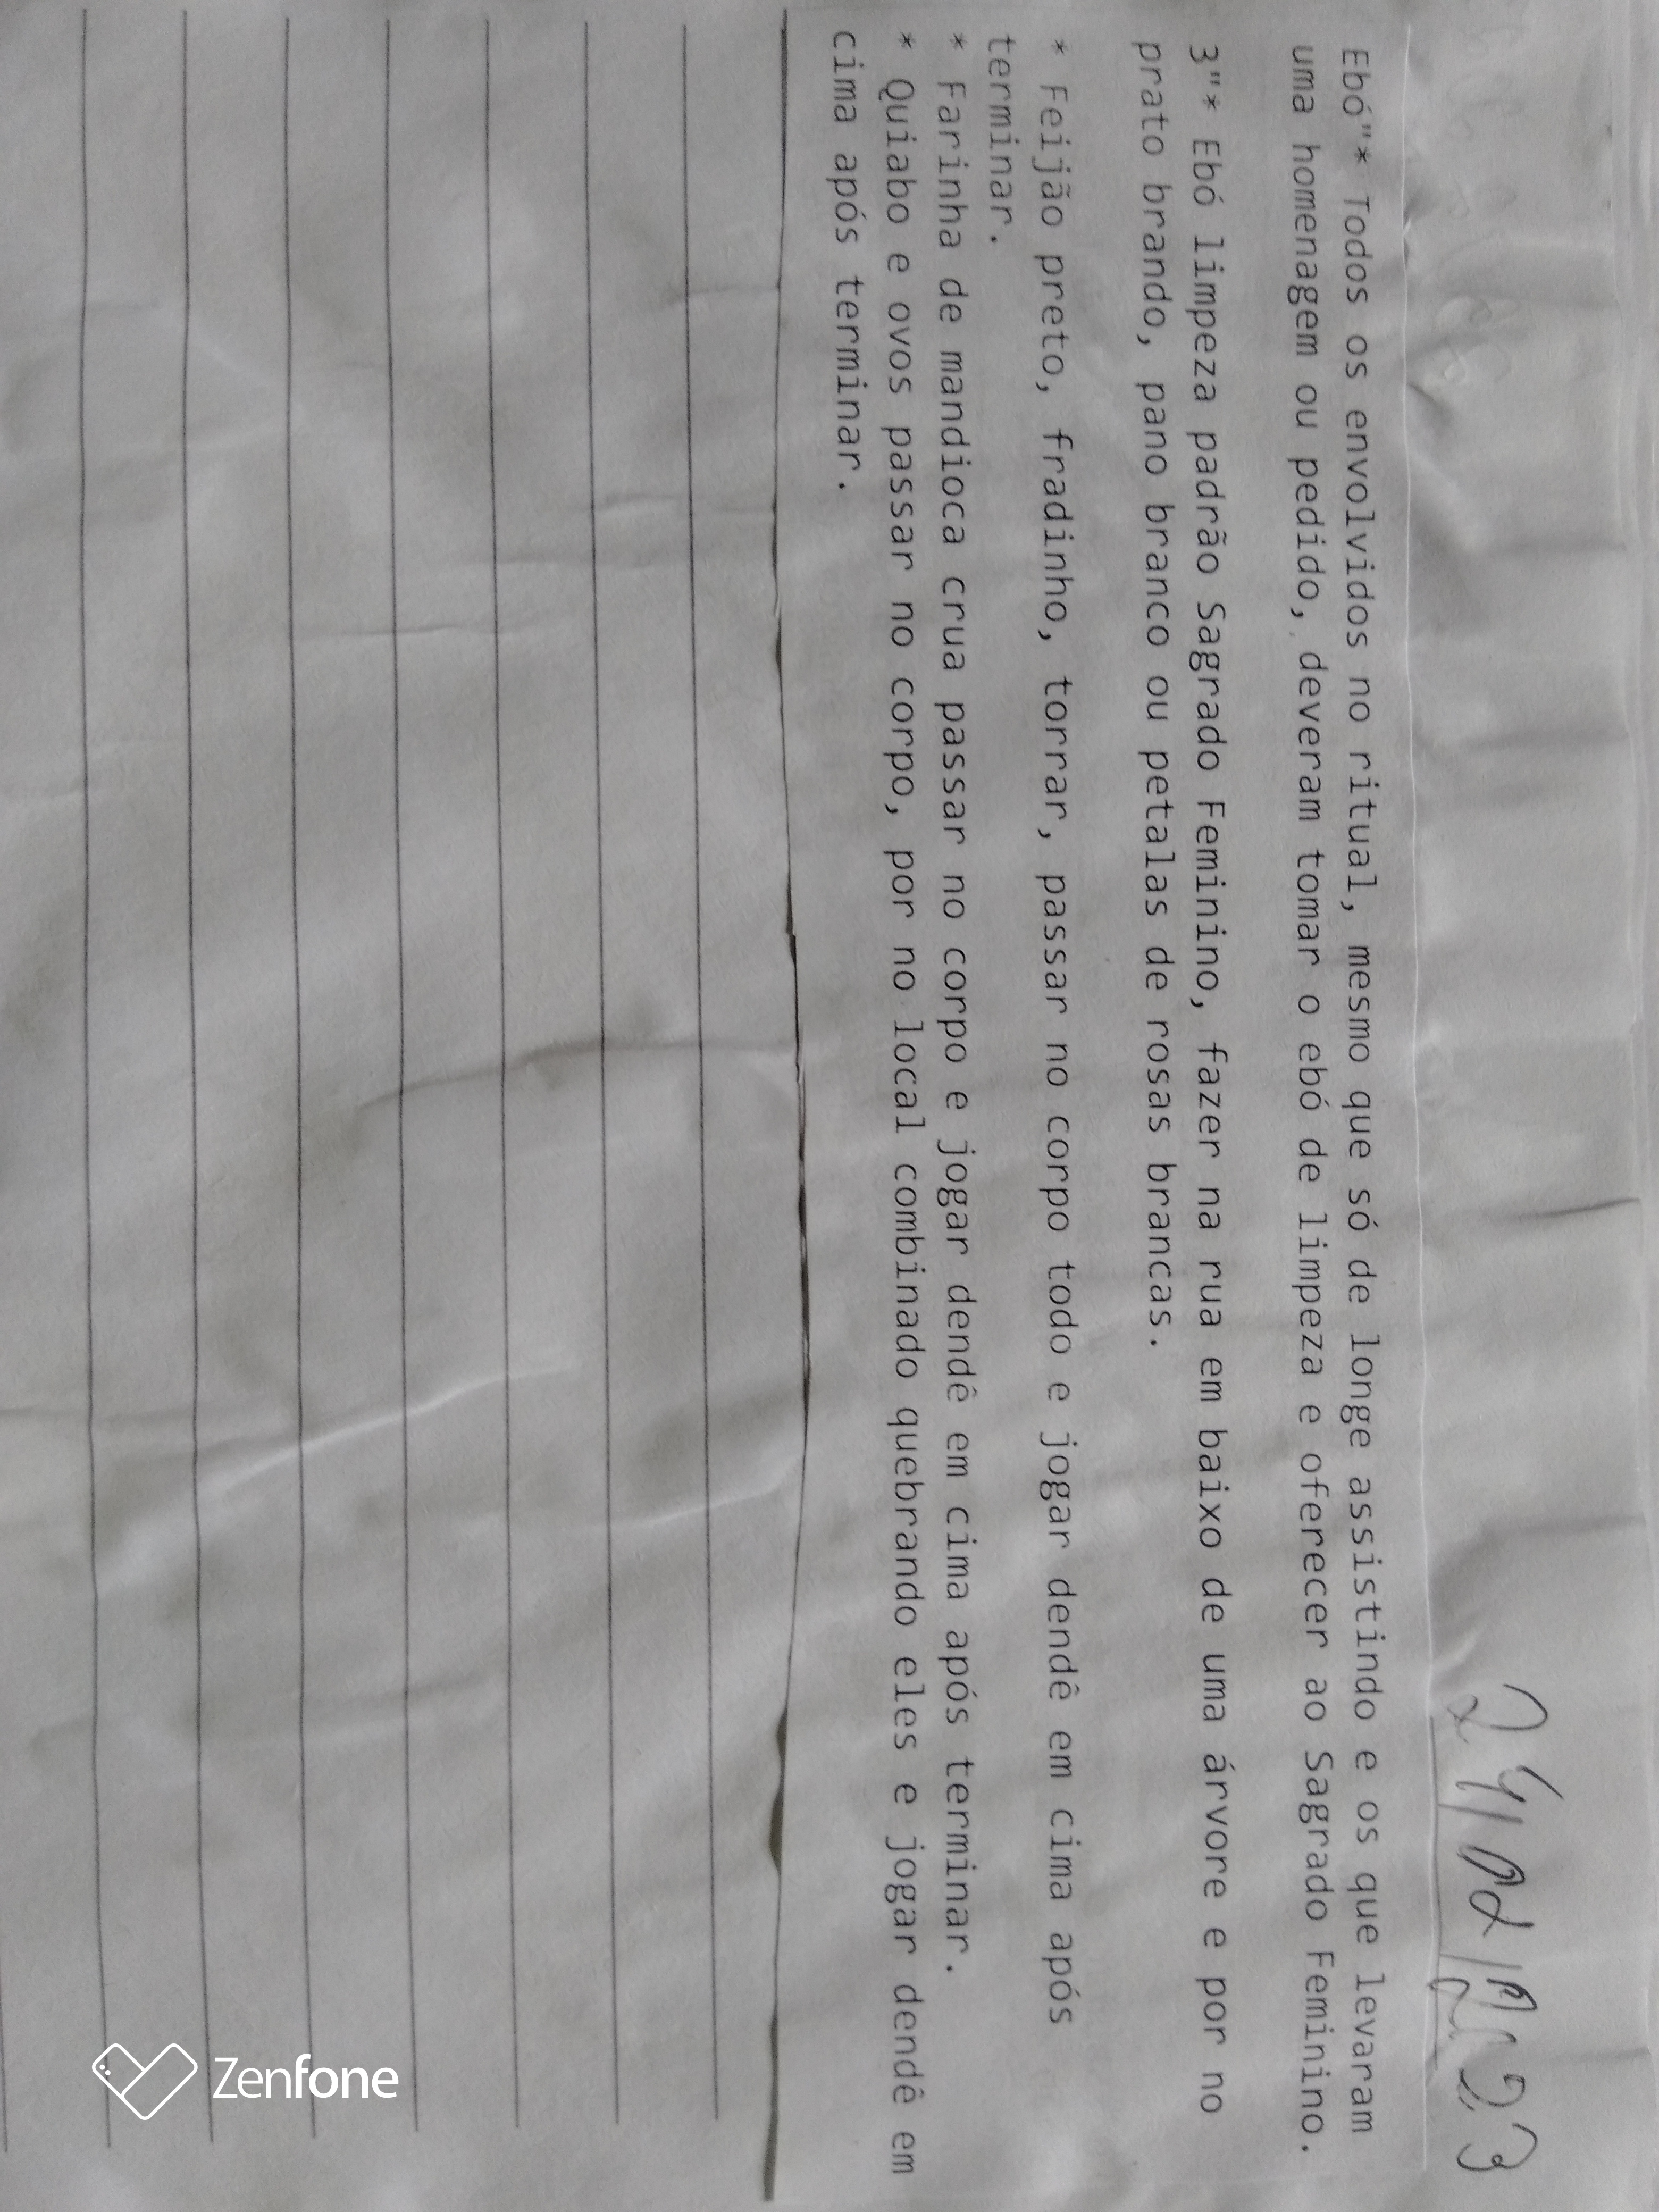 Ebó"* Todos os envolvidos no ritual, mesmo que só de longe assistindo e os que levaram
uma homenagem ou pedido, deveram tomar o ebó de limpeza e oferecer ao Sagrado Feminino.
3"* Ebó limpeza padrão Sagrado Feminino, fazer na rua em baixo de uma árvore e por no
prato brando, pano branco ou petalas de rosas brancas.
* Feijão preto, fradinho, torrar, passar no corpo todo e jogar dendê em cima após
terminar.
* Farinha de mandioca crua passar no corpo e jogar dendê em cima após terminar.
* Quiabo e ovos passar no corpo, por no local combinado quebrando eles e jogar dendê em
cima após terminar.
Zenfone